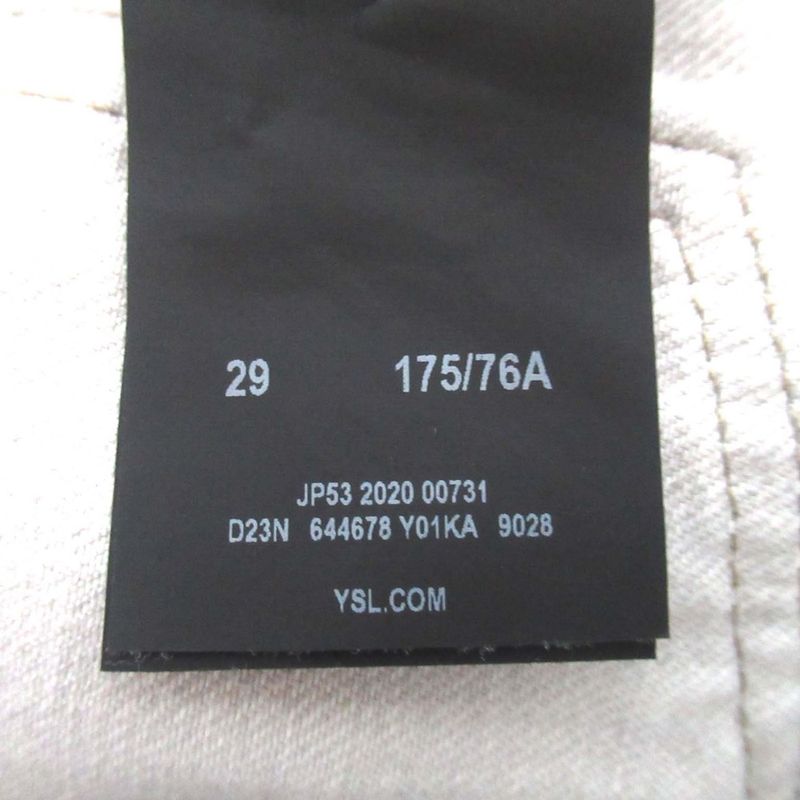 29 175/76A
JP53 2020 00731
D23N 644678 Y01KA 9028
YSL.COM